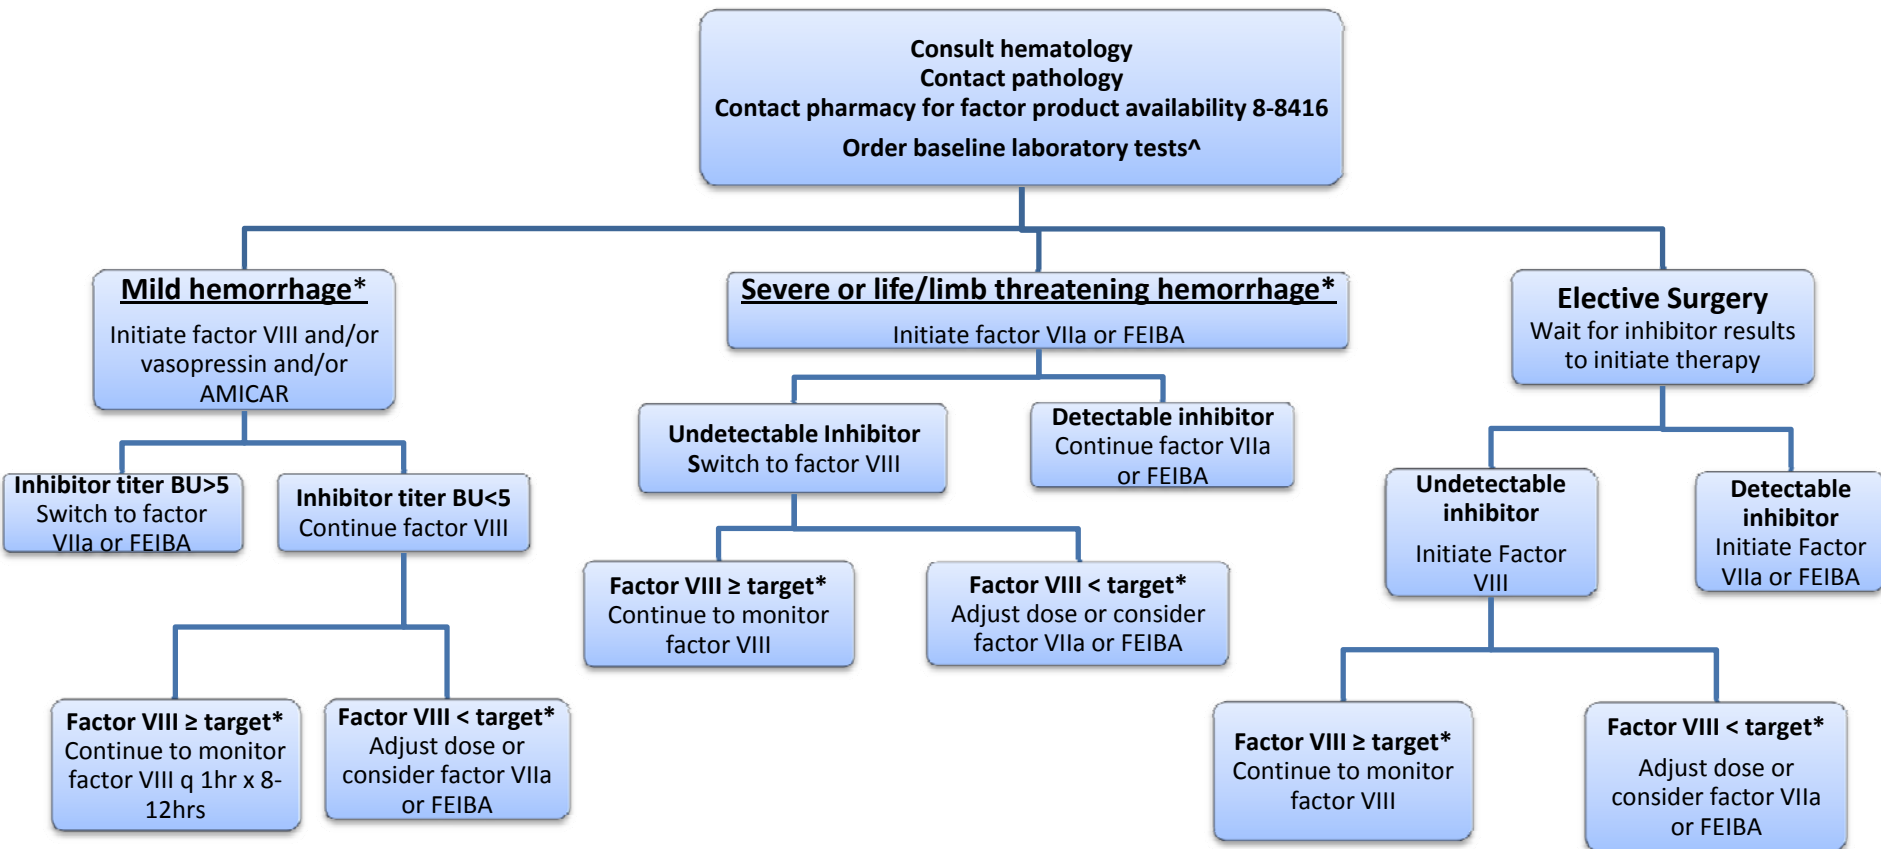 Consult hematology
Contact pathology
Contact pharmacy for factor product availability 8-8416
Order baseline laboratory tests^
Mild hemorrhage*
Initiate factor VIII and/or
vasopressin and/or
AMICAR
Severe or life/limb threatening hemorrhage*
Initiate factor VIIa or FEIBA
Elective Surgery
Wait for inhibitor results
to initiate therapy
Inhibitor titer BU>5
Switch to factor
VIIa or FEIBA
Inhibitor titer BU<5
Continue factor VIII
Undetectable Inhibitor
Switch to factor VIII
Detectable inhibitor
Continue factor VIIa
or FEIBA
Undetectable
inhibitor
Initiate Factor
VIII
Detectable
inhibitor
Initiate Factor
VIIa or FEIBA
Factor VIII ≥ target*
Continue to monitor
factor VIII q 1hr x 8-
12hrs
Factor VIII < target*
Adjust dose or
consider factor VIIa
or FEIBA
Factor VIII ≥ target*
Continue to monitor
factor VIII
Factor VIII < target*
Adjust dose or consider
factor VIIa or FEIBA
Factor VIII ≥ target*
Continue to monitor
factor VIII
Factor VIII < target*
Adjust dose or
consider factor VIIa
or FEIBA